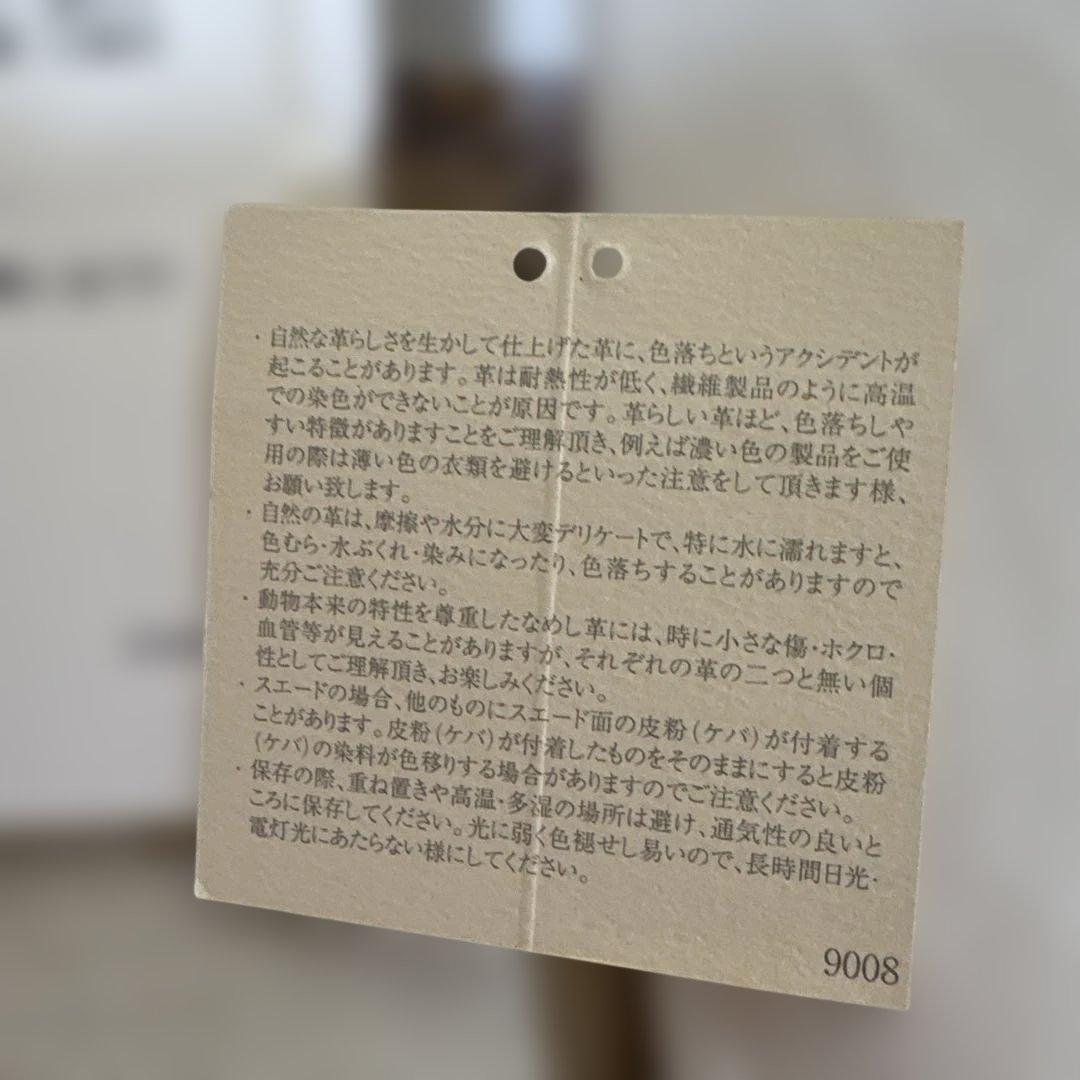 ・自然な革らしさを生かして仕上げた革に、色落ちというアクシデントが
起こることがあります。革は耐熱性が低く、繊維製品のように高温
での染色ができないことが原因です。革らしい革ほど、色落ちしや
すい特徴がありますことをご理解頂き、例えば濃い色の製品をご使
用の際は薄い色の衣類を避けるといった注意をして頂きます様、
お願い致します。
・自然の革は、摩擦や水分に大変デリケートで、特に水に濡れますと、
色むら・水ぶくれ・染みになったり、色落ちすることがありますので
充分ご注意ください。
・動物本来の特性を尊重したなめし革には、時に小さな傷・ホクロ・
血管等が見えることがありますが、それぞれの革の二つと無い個
性としてご理解頂き、お楽しみください。
・スエードの場合、他のものにスエード面の皮粉(ケバ)が付着する
ことがあります。皮粉(ケバ)が付着したものをそのままにすると皮粉
(ケバ)の染料が色移りする場合がありますのでご注意ください。
・保存の際、重ね置きや高温・多湿の場所は避け、通気性の良いと
ころに保存してください。光に弱く色褪せし易いので、長時間日光・
電灯光にあたらない様にしてください。
9008